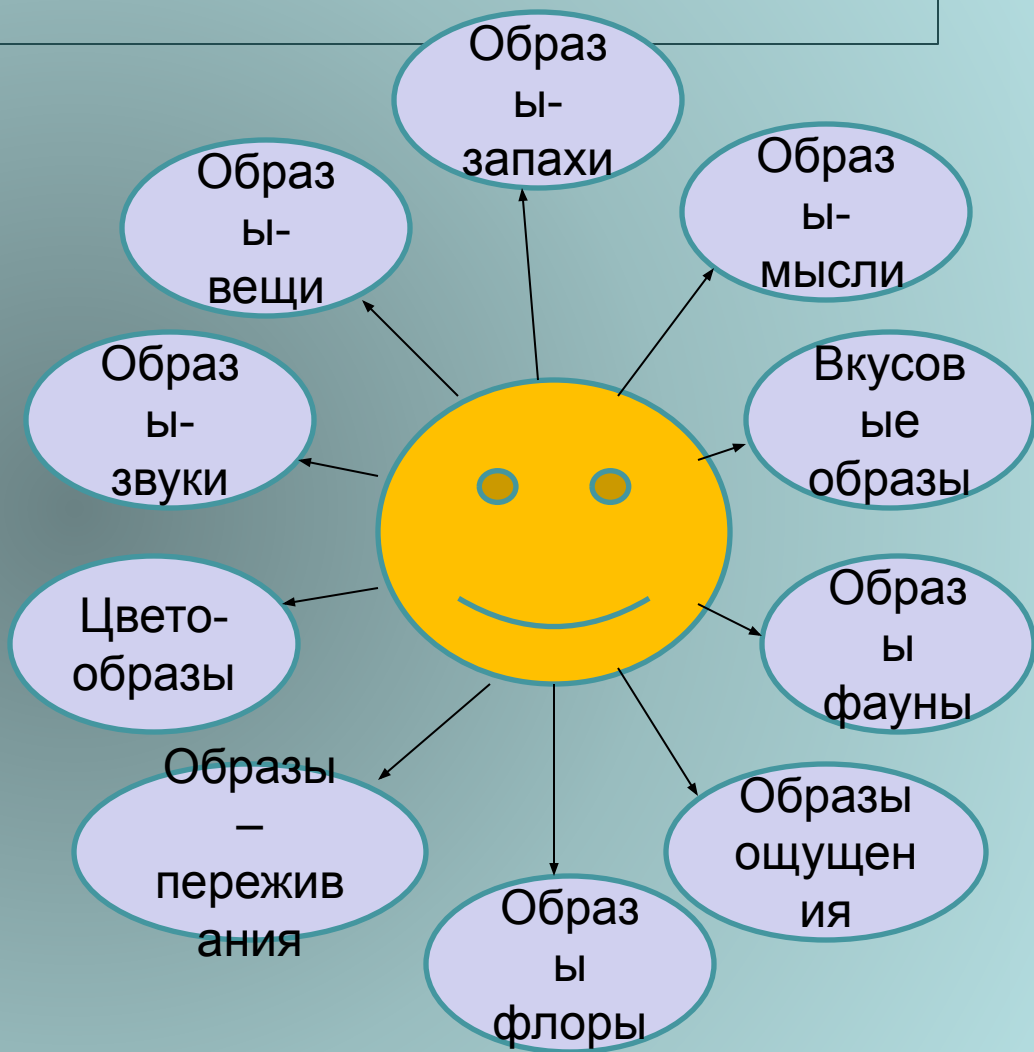 Образ
ы-
запахи
Образ
ы-
мысли
Вкусов
ые
образы
Образ
ы
фауны
Образы
ощущен
ия
Образ
ы
флоры
Образы
–
пережив
ания
Цвето-
образы
Образ
ы-
звуки
Образ
ы-
вещи